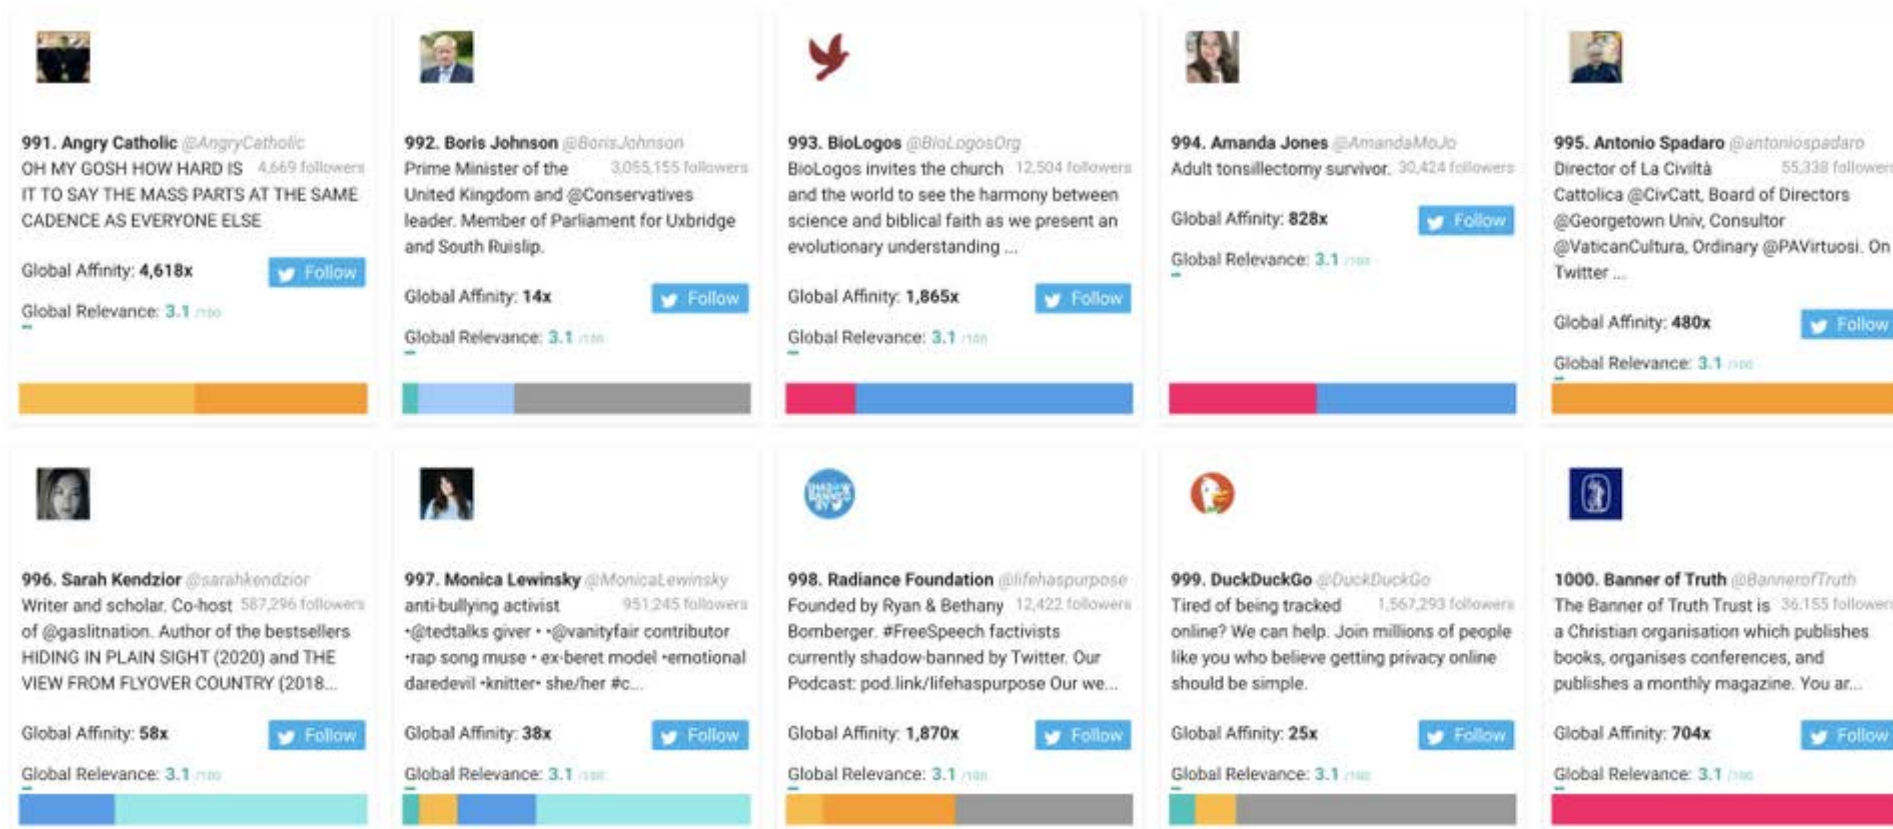 991. Angry Catholic @AngryCatholic
OH MY GOSH HOW HARD IS 4,669 followers
IT TO SAY THE MASS PARTS AT THE SAME
CADENCE AS EVERYONE ELSE
Global Affinity: 4,618x Follow
Global Relevance: 3.1 /100
992. Boris Johnson @BorisJohnson
Prime Minister of the 3,055,155 followers
United Kingdom and @Conservatives
leader. Member of Parliament for Uxbridge
and South Ruislip.
Global Affinity: 14x Follow
Global Relevance: 3.1 /100
993. BioLogos @BioLogosOrg
BioLogos invites the church 12,504 followers
and the world to see the harmony between
science and biblical faith as we present an
evolutionary understanding ...
Global Affinity: 1,865x Follow
Global Relevance: 3.1 /100
994. Amanda Jones @AmandaMoJo
Adult tonsillectomy survivor. 30,424 followers
Global Affinity: 828x Follow
Global Relevance: 3.1 /100
995. Antonio Spadaro @antoniospadaro
Director of La Civiltà 55,338 followers
Cattolica @CivCatt, Board of Directors
@Georgetown Univ, Consultor
@VaticanCultura, Ordinary @PAVirtuosi. On
Twitter ...
Global Affinity: 480x Follow
Global Relevance: 3.1 /100
996. Sarah Kendzior @sarahkendzior
Writer and scholar. Co-host 587,296 followers
of @gaslitnation. Author of the bestsellers
HIDING IN PLAIN SIGHT (2020) and THE
VIEW FROM FLYOVER COUNTRY (2018...
Global Affinity: 58x Follow
Global Relevance: 3.1 /100
997. Monica Lewinsky @MonicaLewinsky
anti-bullying activist 951,245 followers
•@tedtalks giver • •@vanityfair contributor
•rap song muse • ex-beret model •emotional
daredevil •knitter• she/her #c...
Global Affinity: 38x Follow
Global Relevance: 3.1 /100
SHADOW
BANNED
BY
998. Radiance Foundation @lifehaspurpose
Founded by Ryan & Bethany 12,422 followers
Bomberger. #FreeSpeech factivists
currently shadow-banned by Twitter. Our
Podcast: pod.link/lifehaspurpose Our we...
Global Affinity: 1,870x Follow
Global Relevance: 3.1 /100
999. DuckDuckGo @DuckDuckGo
Tired of being tracked 1,567,293 followers
online? We can help. Join millions of people
like you who believe getting privacy online
should be simple.
Global Affinity: 25x Follow
Global Relevance: 3.1 /100
1000. Banner of Truth @BannerofTruth
The Banner of Truth Trust is 36,155 followers
a Christian organisation which publishes
books, organises conferences, and
publishes a monthly magazine. You ar...
Global Affinity: 704x Follow
Global Relevance: 3.1 /100